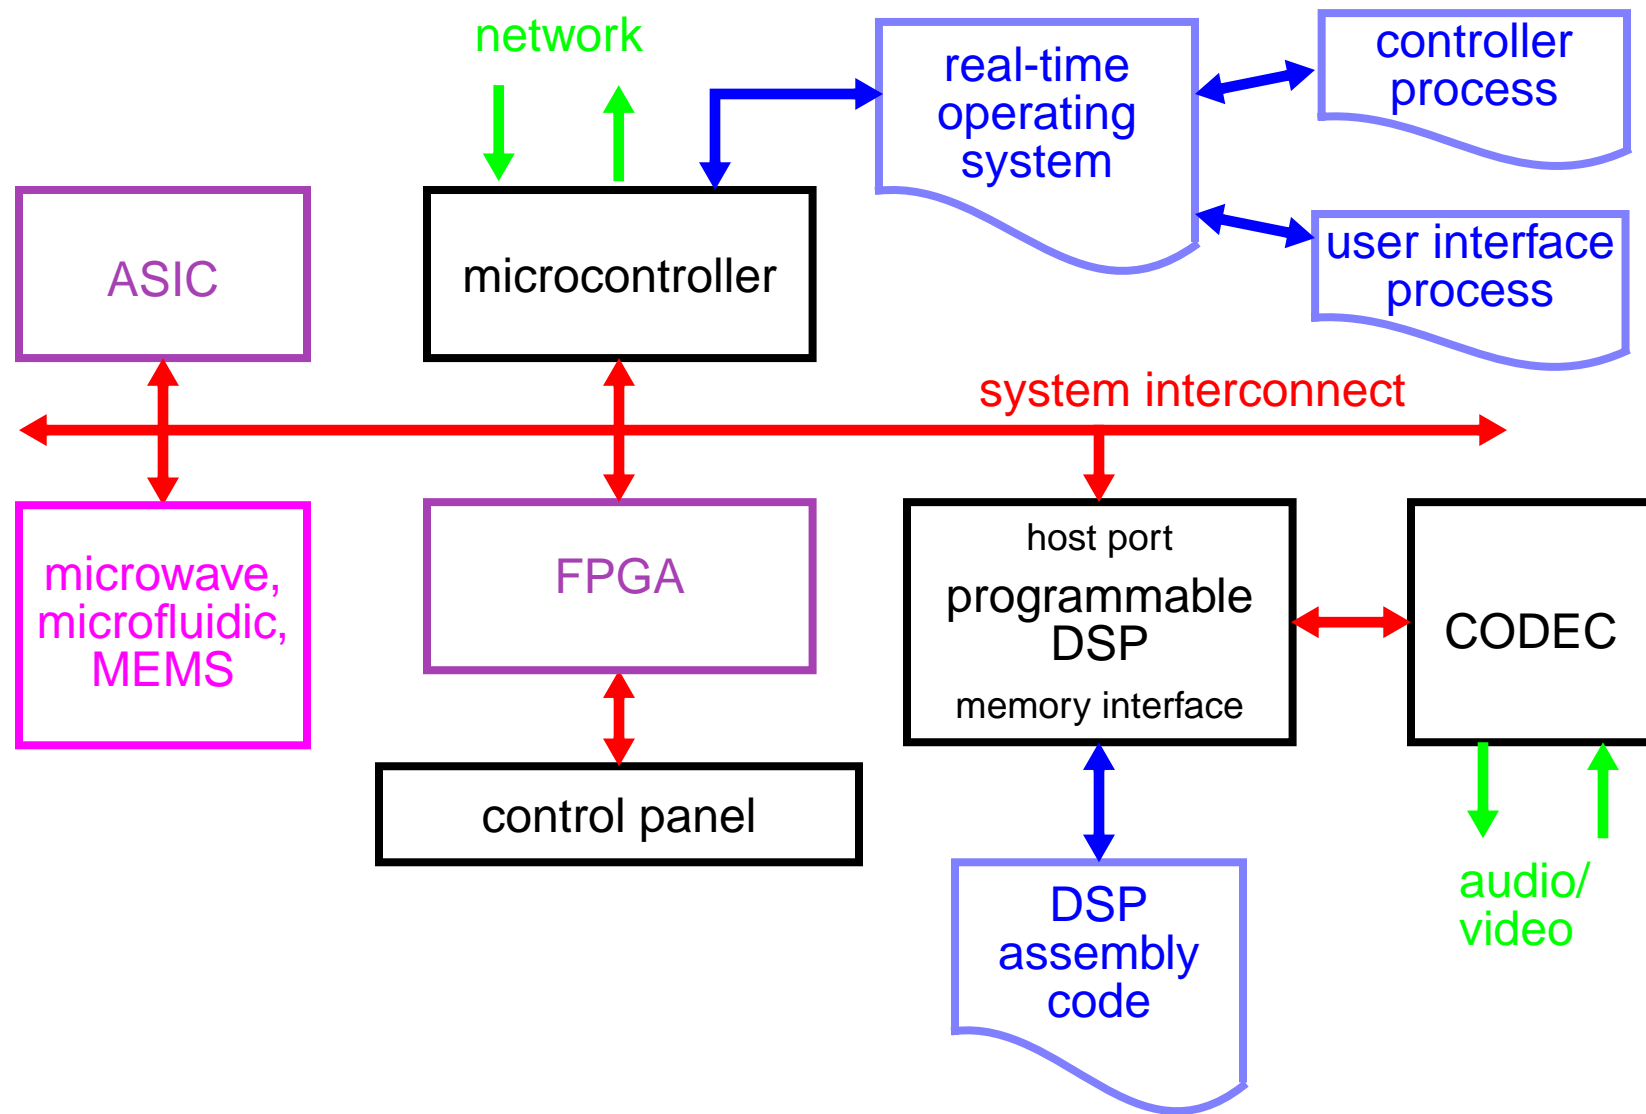 network
real-time
operating
system
controller
process
user interface
process
ASIC
microcontroller
system interconnect
microwave,
microfluidic,
MEMS
FPGA
host port
programmable
DSP
memory interface
CODEC
control panel
DSP
assembly
code
audio/
video